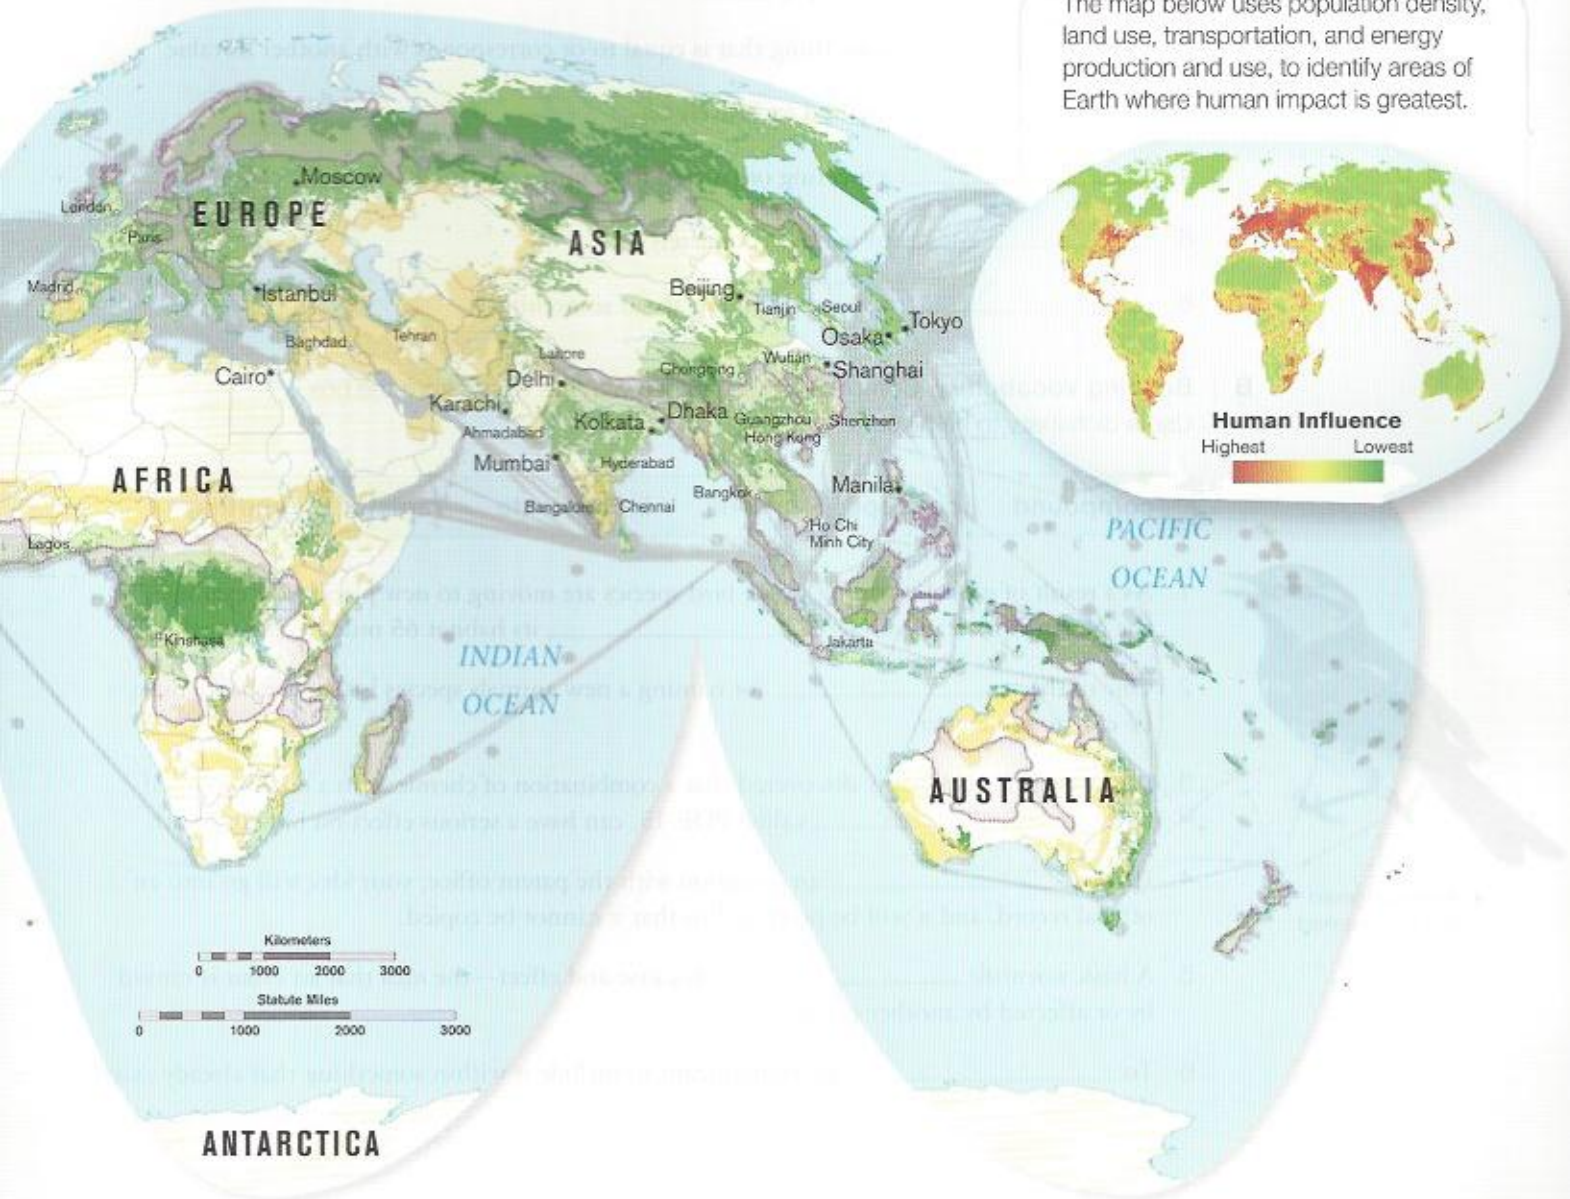 The map below uses population density,
land use, transportation, and energy
production and use, to identify areas of
Earth where human impact is greatest.
Human Influence
Highest Lowest
Moscow
London
EUROPE
Paris
ASIA
Madrid
Istanbul
Beijing
Tianjin
Seoul
Tokyo
Osaka
Baghdad
Tehran
Lahore
Wuhan
Shanghai
Cairo
Delhi
Chongqing
Karachi
Dhaka
Kolkata
Guangzhou
Shenzhen
Ahmadabad
Hong Kong
Mumbai
Hyderabad
AFRICA
Manila
Bangkok
Bangalore
Chennai
Ho Chi
Minh City
PACIFIC
OCEAN
Lagos
Kinshasa
Jakarta
INDIAN
OCEAN
AUSTRALIA
Kilometers
0 1000 2000 3000
Statute Miles
0 1000 2000 3000
ANTARCTICA